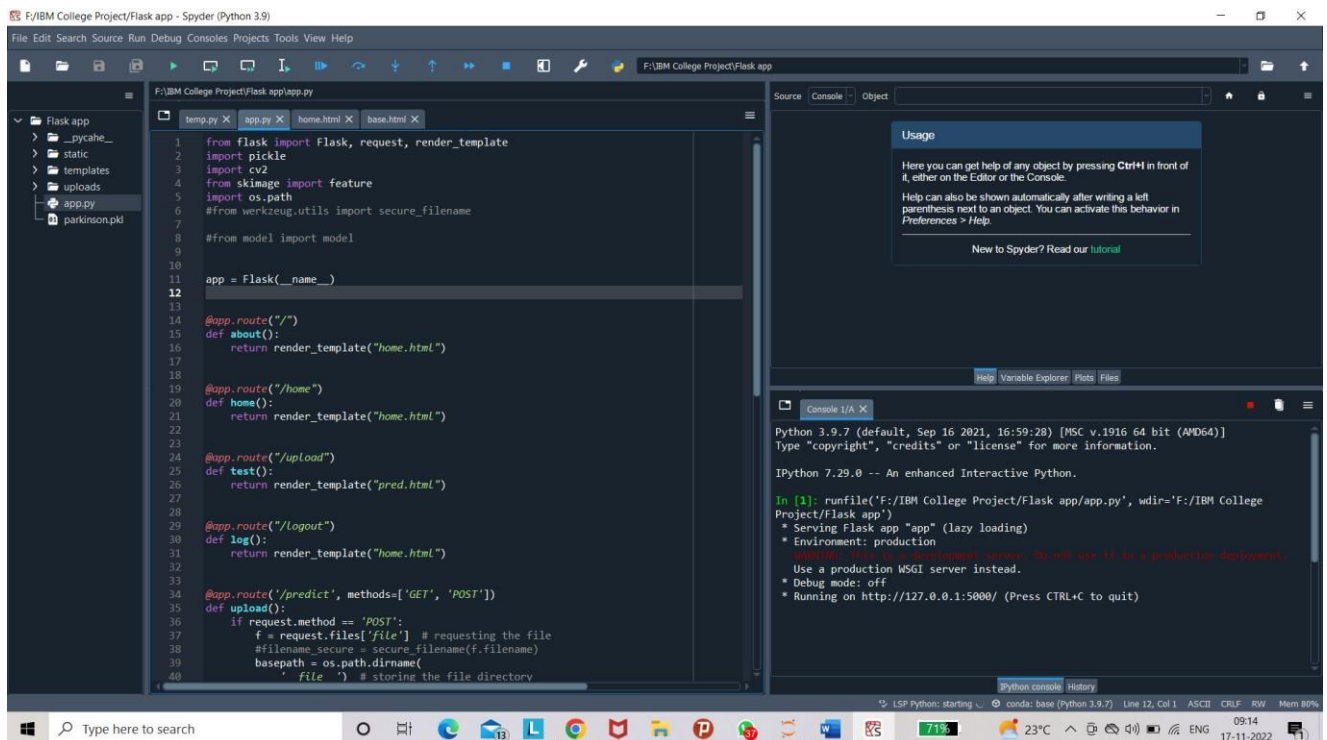 F:/IBM College Project/Flask app - Spyder (Python 3.9)
File Edit Search Source Run Debug Consoles Projects Tools View Help
F:\IBM College Project\Flask app
F:\IBM College Project\Flask app\app.py
Flask app
_pycahe_
static
templates
uploads
app.py
parkinson.pkl
temp.py app.py home.html base.html
1 from flask import Flask, request, render_template
2 import pickle
3 import cv2
4 from skimage import feature
5 import os.path
6 #from werkzeug.utils import secure_filename
7
8 #from model import model
9
10
11 app = Flask(__name__)
12
13
14 @app.route("/")
15 def about():
16 return render_template("home.html")
17
18
19 @app.route("/home")
20 def home():
21 return render_template("home.html")
22
23
24 @app.route("/upload")
25 def test():
26 return render_template("pred.html")
27
28
29 @app.route("/logout")
30 def log():
31 return render_template("home.html")
32
33
34 @app.route('/predict', methods=['GET', 'POST'])
35 def upload():
36 if request.method == 'POST':
37 f = request.files['file'] # requesting the file
38 #filename_secure = secure_filename(f.filename)
39 basepath = os.path.dirname(
40 '__file__') # storing the file directory
Source Console Object
Usage
Here you can get help of any object by pressing Ctrl+I in front of
it, either on the Editor or the Console.
Help can also be shown automatically after writing a left
parenthesis next to an object. You can activate this behavior in
Preferences > Help.
New to Spyder? Read our tutorial
Help Variable Explorer Plots Files
Console 1/A
Python 3.9.7 (default, Sep 16 2021, 16:59:28) [MSC v.1916 64 bit (AMD64)]
Type "copyright", "credits" or "license" for more information.
IPython 7.29.0 -- An enhanced Interactive Python.
In [1]: runfile('F:/IBM College Project/Flask app/app.py', wdir='F:/IBM College
Project/Flask app')
* Serving Flask app "app" (lazy loading)
* Environment: production
WARNING: This is a development server. Do not use it in a production deployment.
Use a production WSGI server instead.
* Debug mode: off
* Running on http://127.0.0.1:5000/ (Press CTRL+C to quit)
IPython console History
LSP Python: starting conda: base (Python 3.9.7) Line 12, Col 1 ASCII CRLF RW Mem 80%
Type here to search
13
L
37
71%
23°C
ENG
09:14
17-11-2022
1